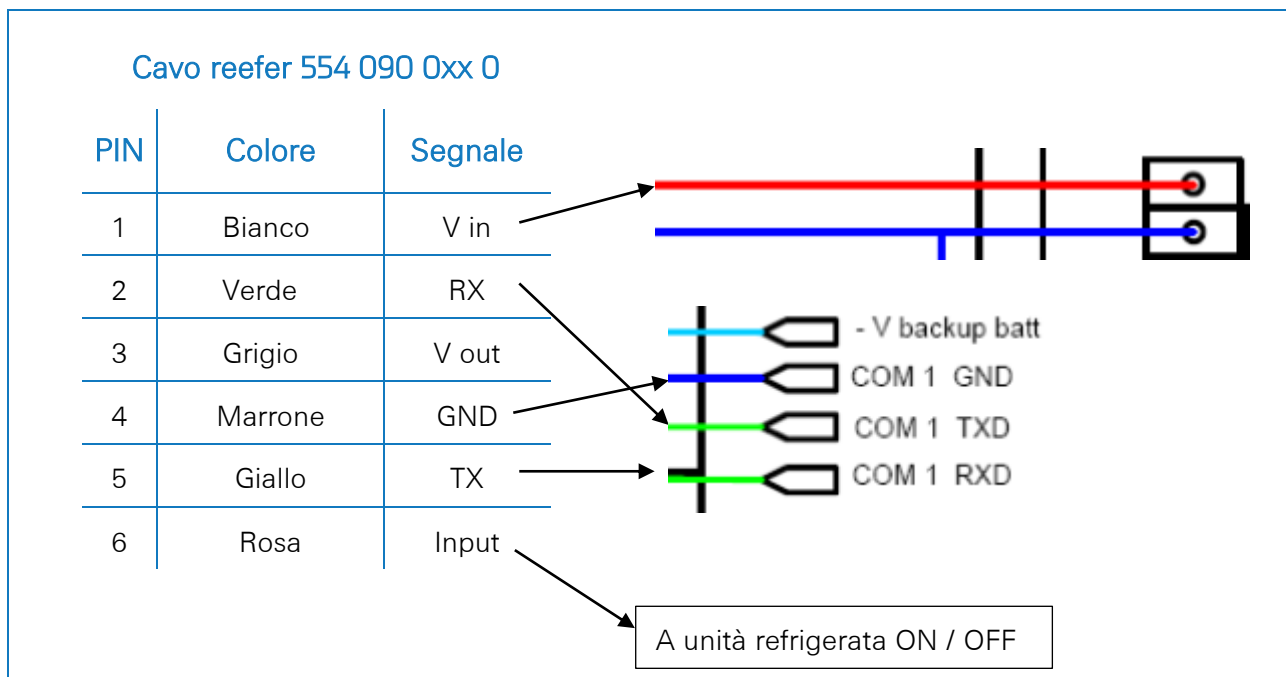 Cavo reefer 554 090 0xx 0
PIN Colore Segnale
1 Bianco V in
2 Verde RX
3 Grigio V out
4 Marrone GND
5 Giallo TX
6 Rosa Input
- V backup batt
COM 1 GND
COM 1 TXD
COM 1 RXD
A unità refrigerata ON / OFF